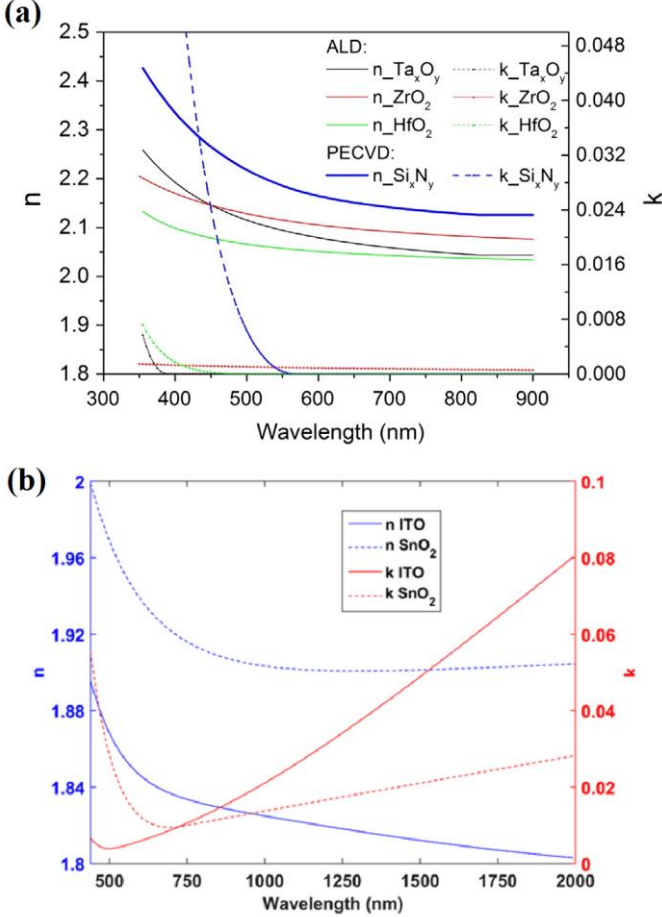 (a)
2.5
2.4
2.3
2.2
2.1
2.0
1.9
1.8
n
ALD:
n_TaxOy k_TaxOy
n_ZrO2 k_ZrO2
n_HfO2 k_HfO2
PECVD:
n_SixNy k_SixNy
0.048
0.040
0.032
0.024
0.016
0.008
0.000
k
300 400 500 600 700 800 900
Wavelength (nm)
(b)
2
1.96
1.92
1.88
1.84
1.8
n
n ITO
n SnO2
k ITO
k SnO2
0.1
0.08
0.06
0.04
0.02
0
k
500 750 1000 1250 1500 1750 2000
Wavelength (nm)